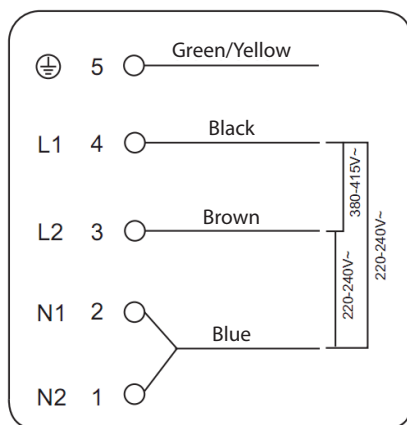 5 Green/Yellow
L1 4 Black
380-415V~
L2 3 Brown
220-240V~
220-240V~
N1 2
Blue
N2 1